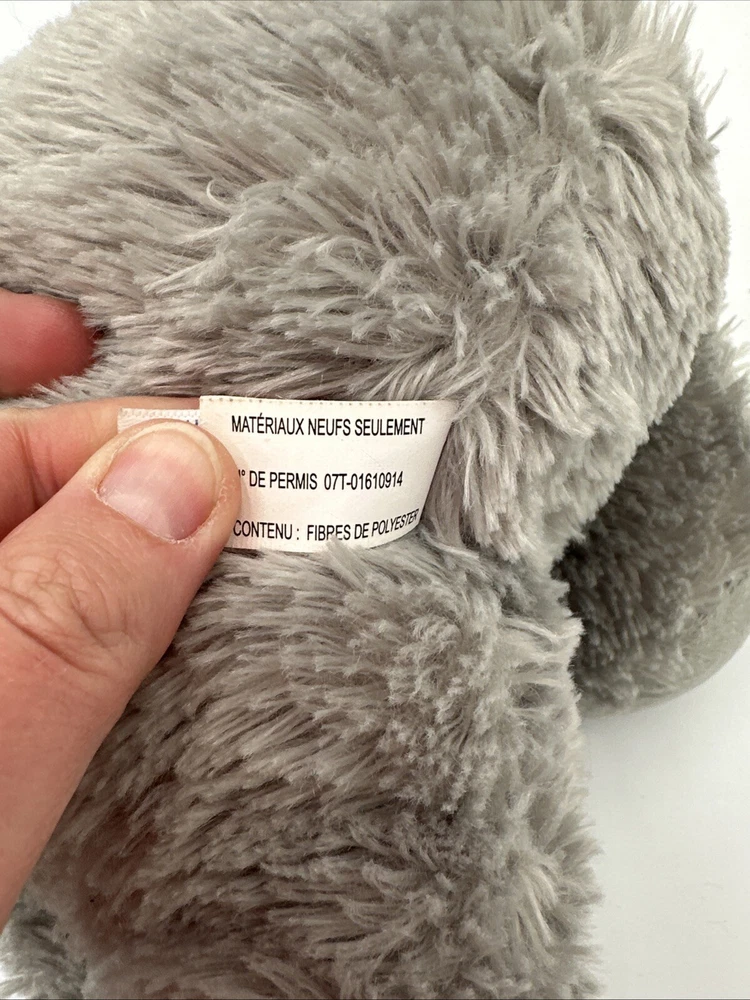 MATÉRIAUX NEUFS SEULEMENT
N° DE PERMIS 07T-01610914
CONTENU : FIBRES DE POLYESTER